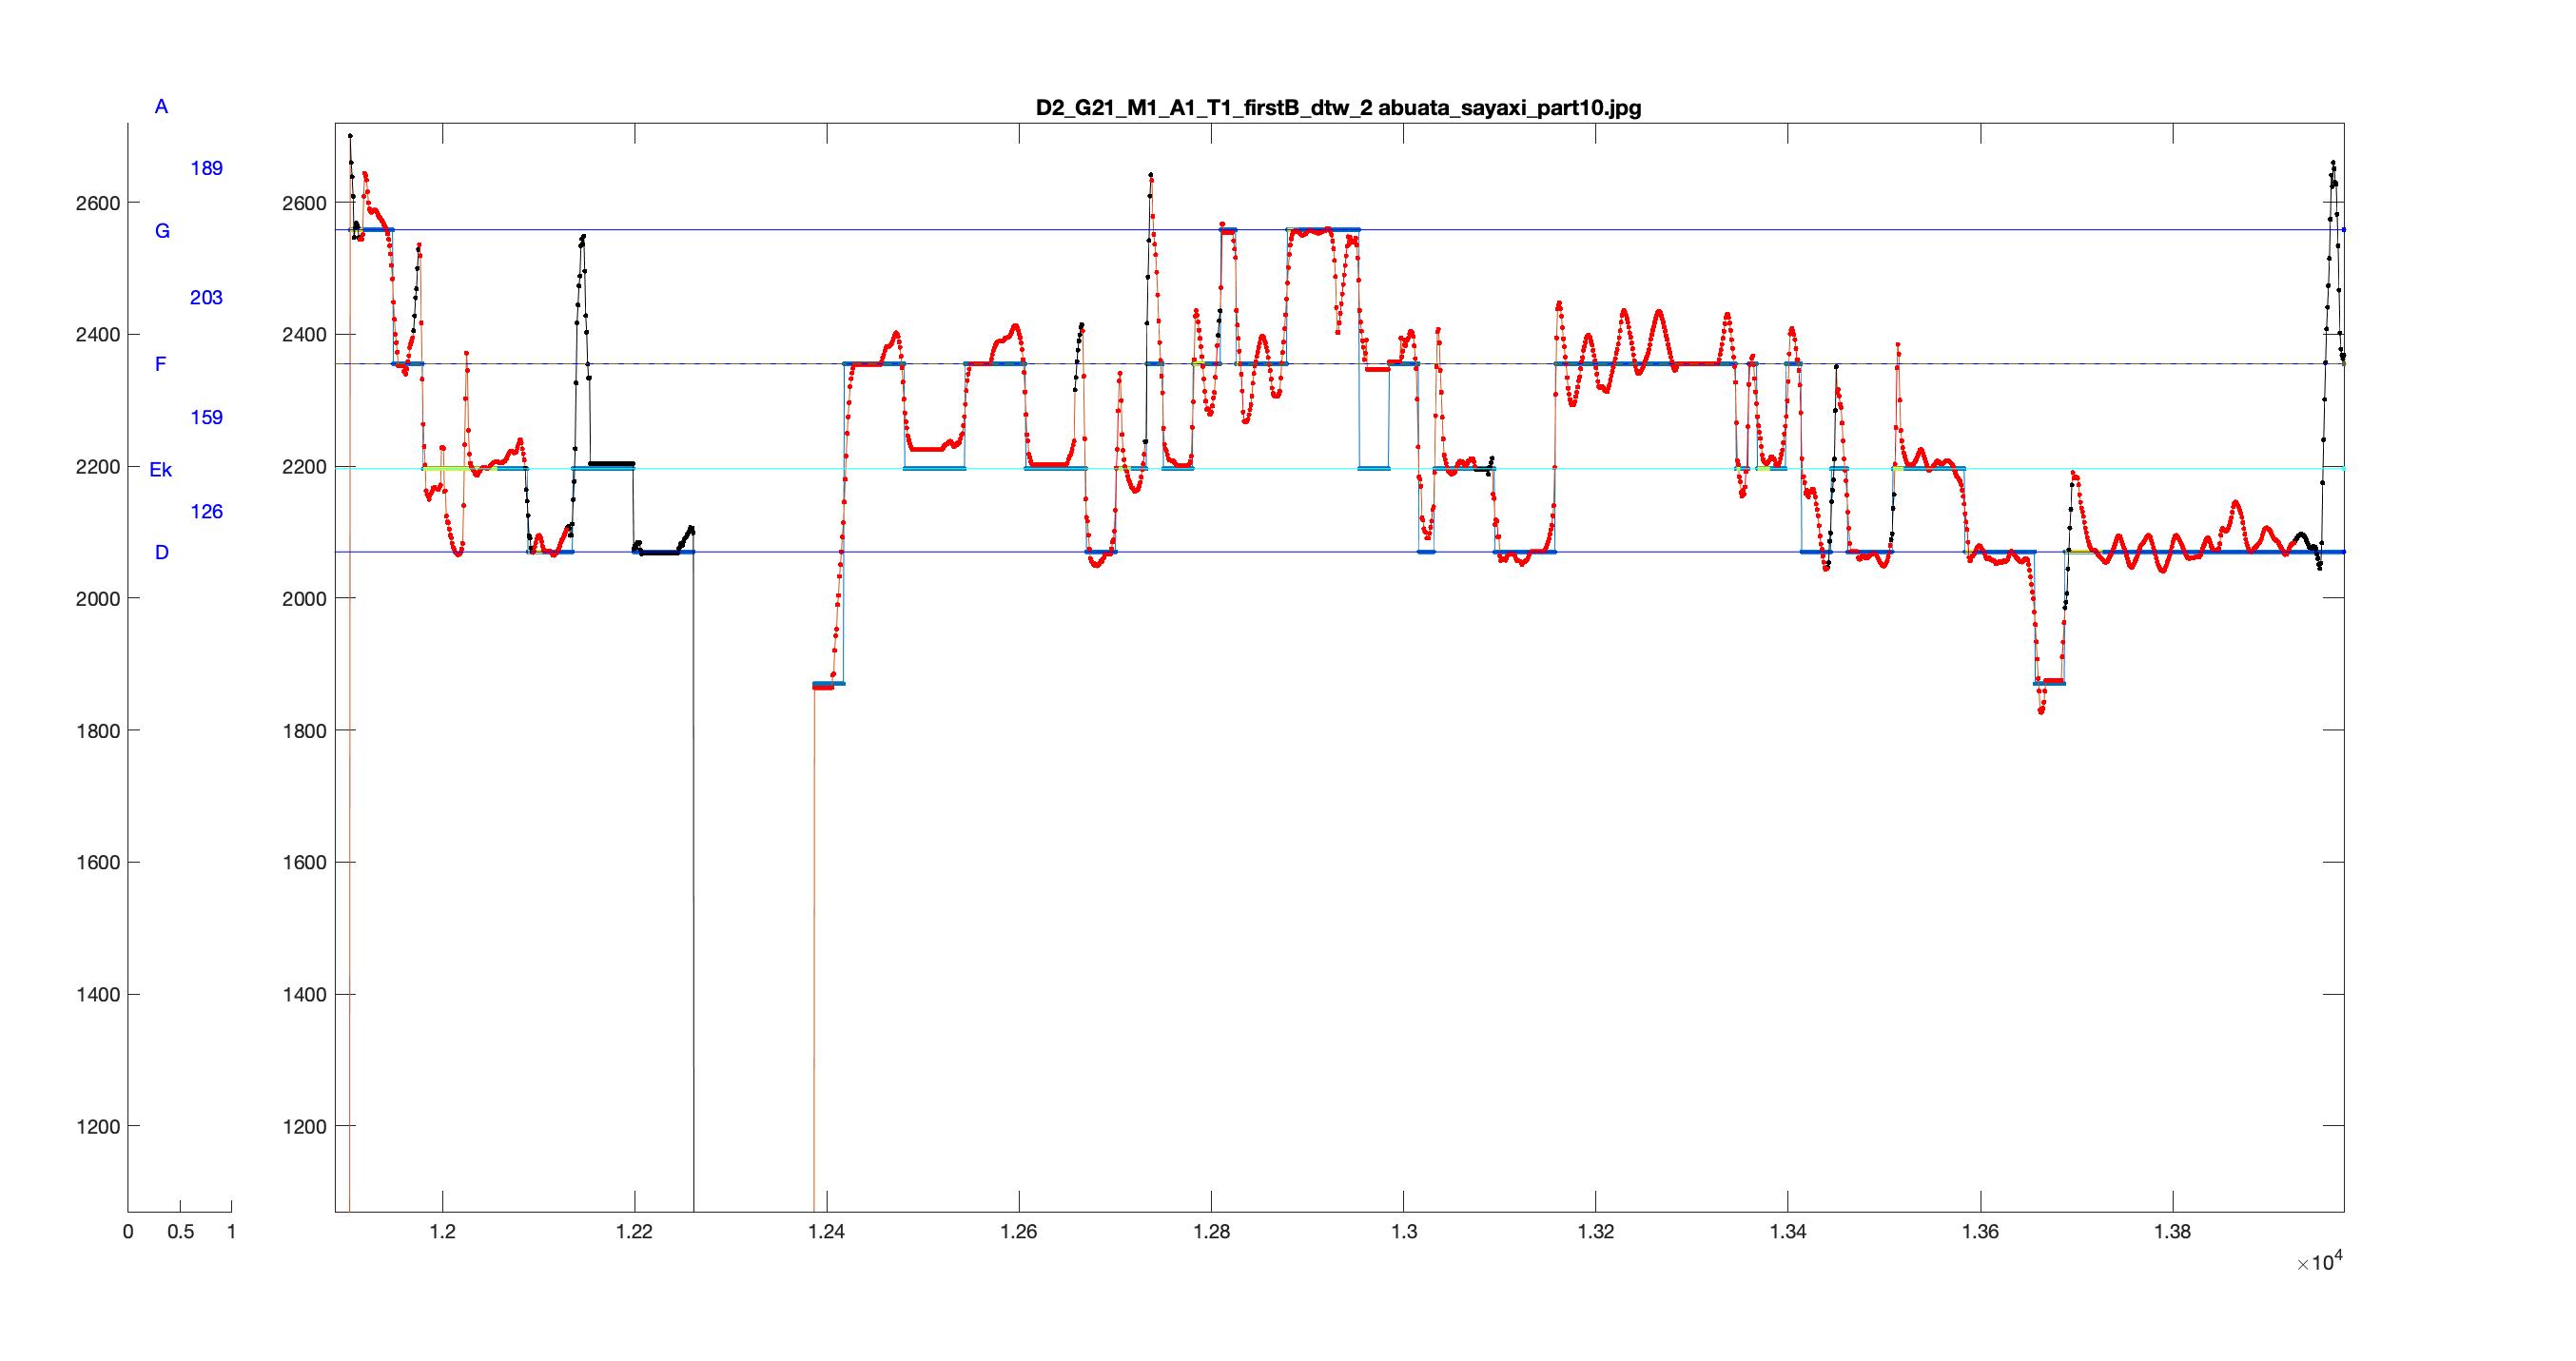 D2_G21_M1_A1_T1_firstB_dtw_2 abuata_sayaxi_part10.jpg
A
189
2600 G 2600
203
2400 F 2400
159
2200 Ek 2200
126
D
2000 2000
1800 1800
1600 1600
1400 1400
1200 1200
0 0.5 1 1.2 1.22 1.24 1.26 1.28 1.3 1.32 1.34 1.36 1.38
×10^4